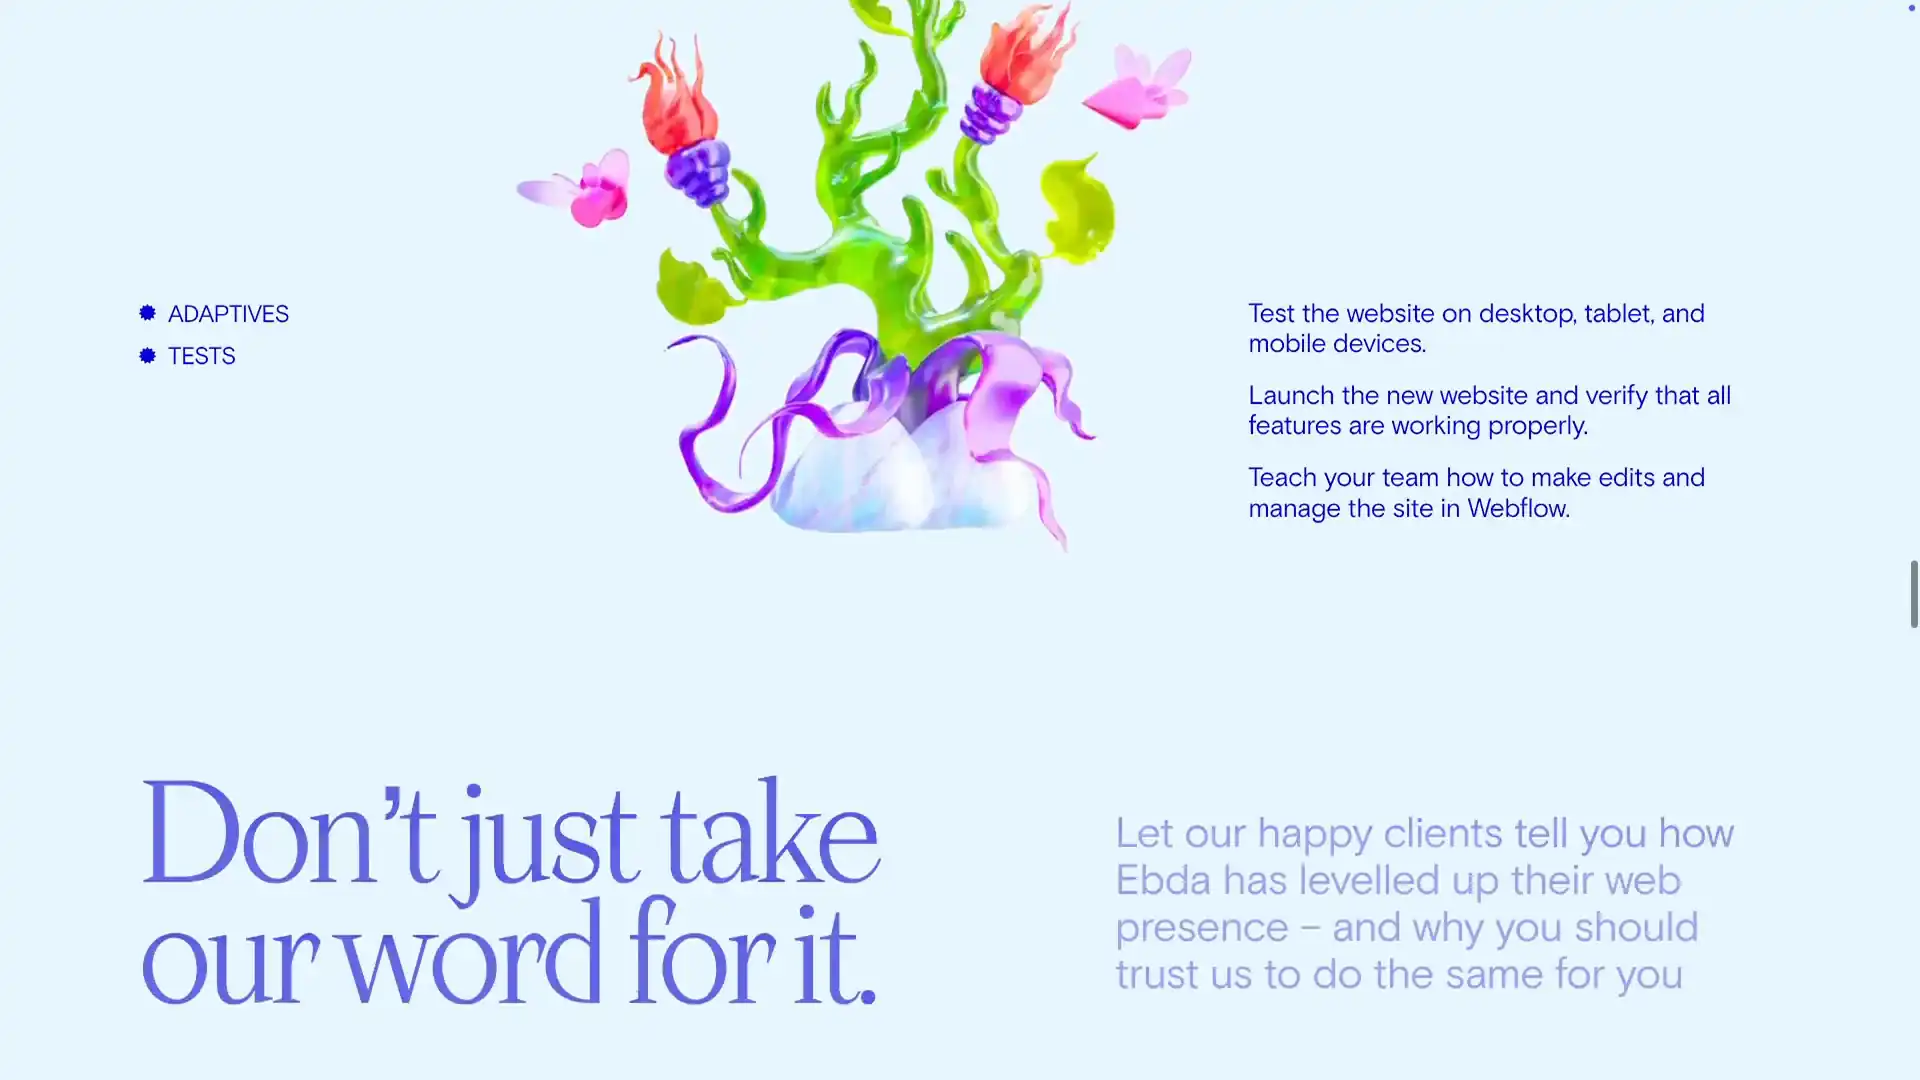 ADAPTIVES
TESTS
Test the website on desktop, tablet, and
mobile devices.
Launch the new website and verify that all
features are working properly.
Teach your team how to make edits and
manage the site in Webflow.
Don’t just take
our word for it.
Let our happy clients tell you how
Ebda has levelled up their web
presence – and why you should
trust us to do the same for you